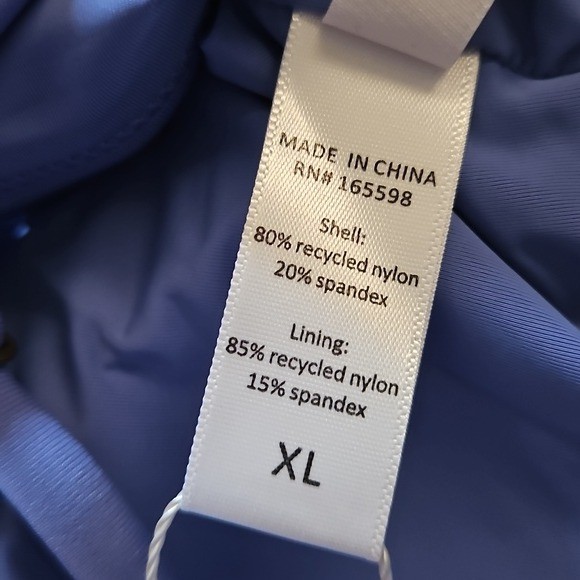 MADE IN CHINA
RN# 165598
Shell:
80% recycled nylon
20% spandex
Lining:
85% recycled nylon
15% spandex
XL